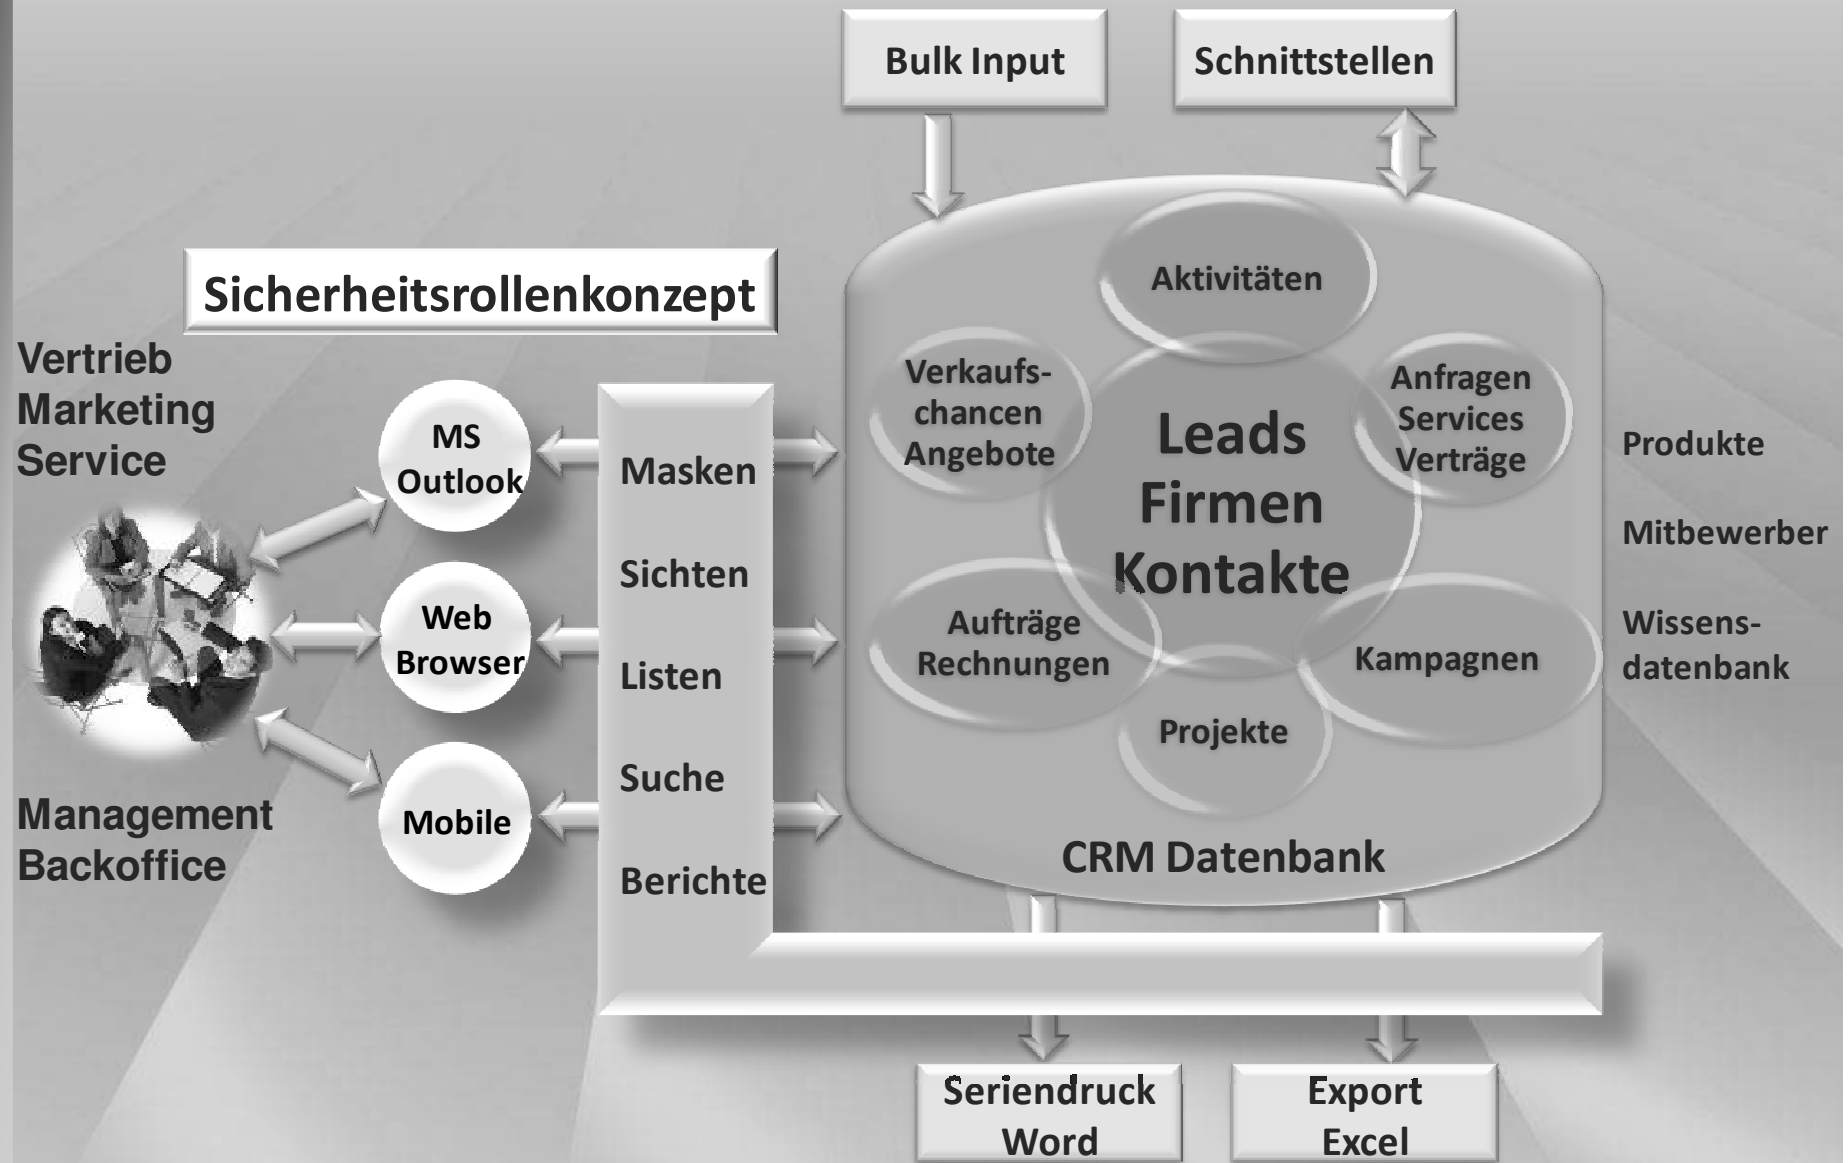 Bulk Input
Schnittstellen
Sicherheitsrollenkonzept
Vertrieb
Marketing
Service
Management
Backoffice
MS
Outlook
Web
Browser
Mobile
Masken
Sichten
Listen
Suche
Berichte
Aktivitäten
Verkaufs-
chancen
Angebote
Anfragen
Services
Verträge
Leads
Firmen
Kontakte
Aufträge
Rechnungen
Kampagnen
Projekte
CRM Datenbank
Produkte
Mitbewerber
Wissens-
datenbank
Seriendruck
Word
Export
Excel